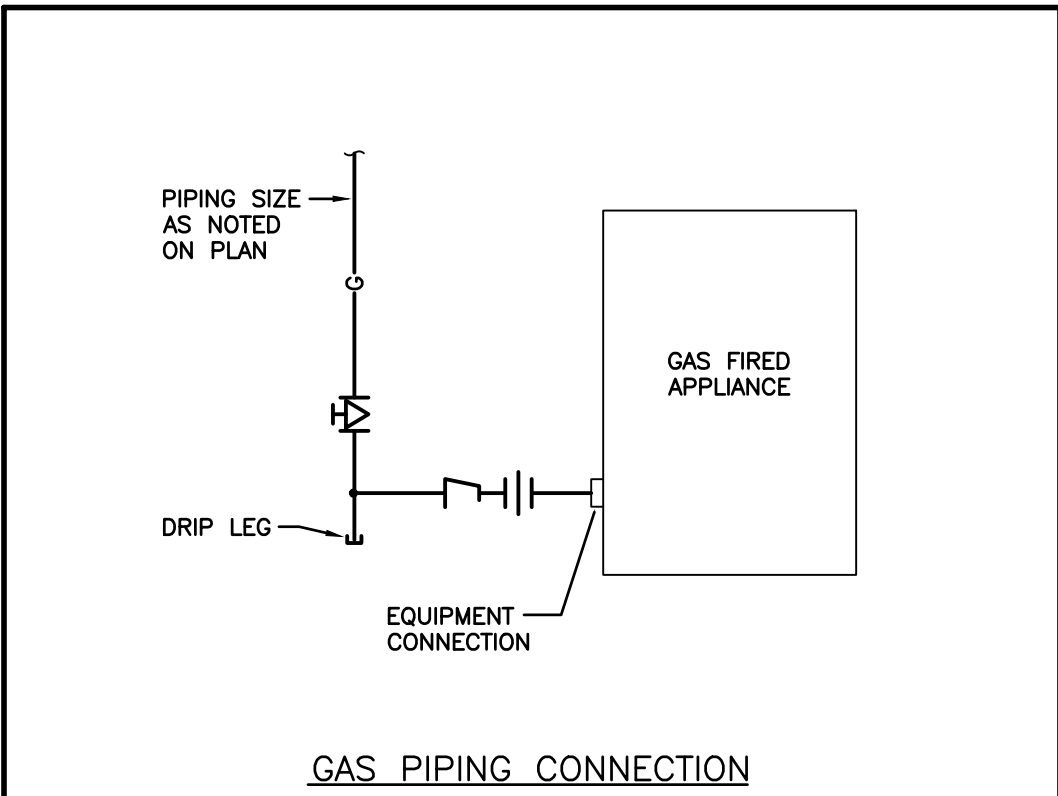 PIPING SIZE
AS NOTED
ON PLAN
G
GAS FIRED
APPLIANCE
DRIP LEG
EQUIPMENT
CONNECTION
GAS PIPING CONNECTION